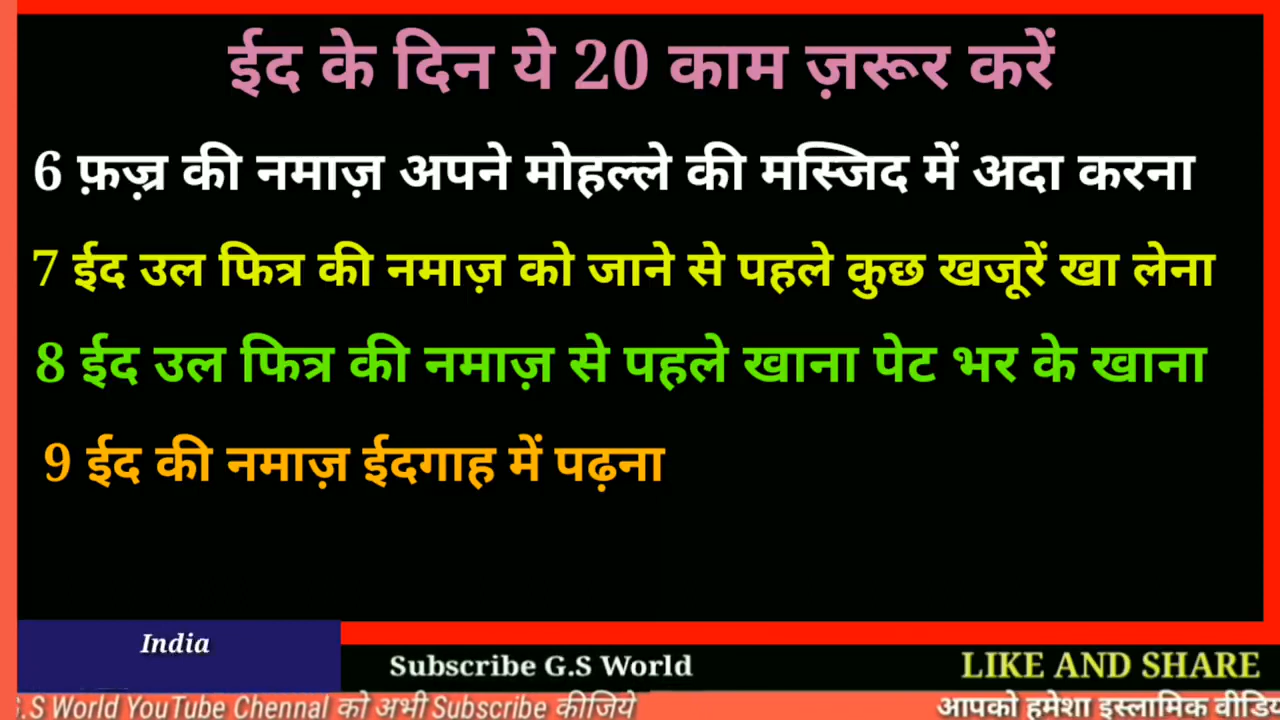 ईद के दिन ये 20 काम ज़रूर करें
6 फ़ज्र की नमाज़ अपने मोहल्ले की मस्जिद में अदा करना
7 ईद उल फित्र की नमाज़ को जाने से पहले कुछ खजूरें खा लेना
8 ईद उल फित्र की नमाज़ से पहले खाना पेट भर के खाना
9 ईद की नमाज़ ईदगाह में पढ़ना
India
Subscribe G.S World
LIKE AND SHARE
.S World YouTube Chennal को अभी Subscribe कीजिये
आपको हमेशा इस्लामिक